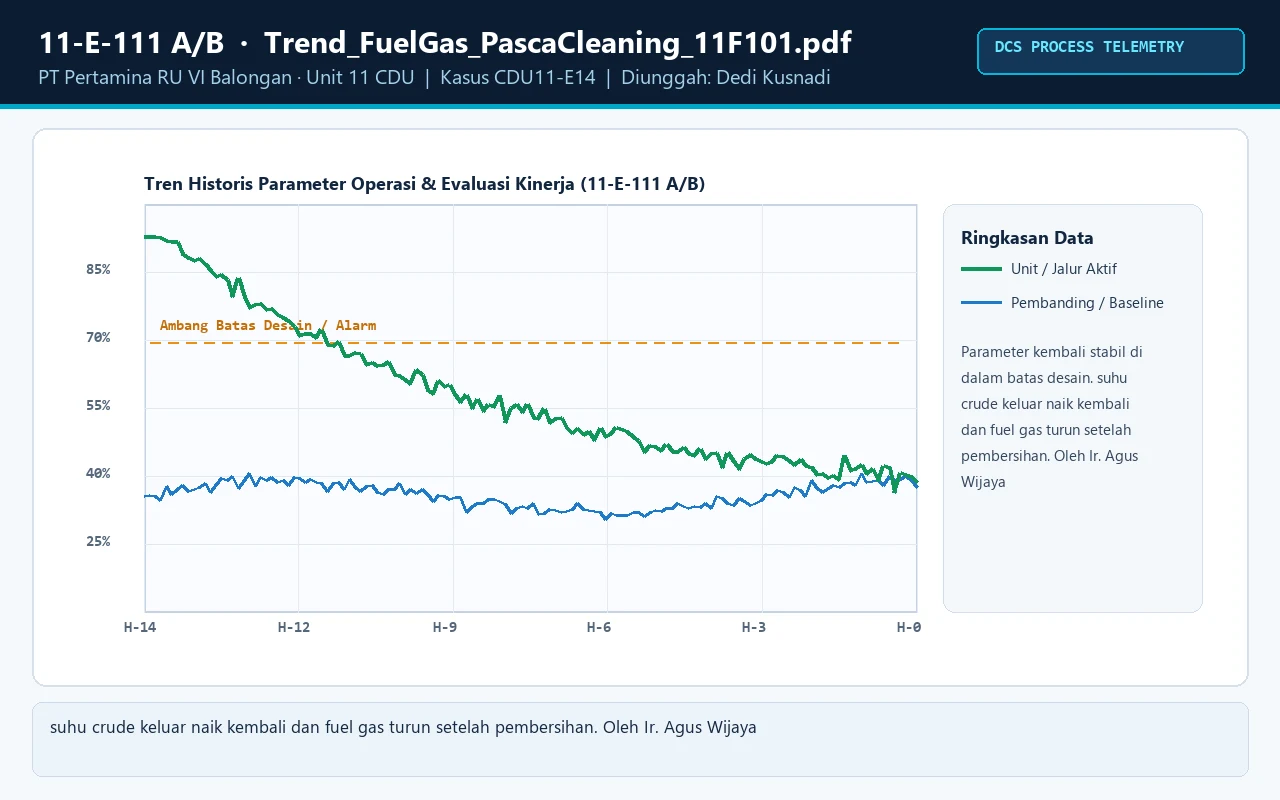 11-E-111 A/B · Trend_FuelGas_PascaCleaning_11F101.pdf
PT Pertamina RU VI Balongan · Unit 11 CDU | Kasus CDU11-E14 | Diunggah: Dedi Kusnadi
DCS PROCESS TELEMETRY
Tren Historis Parameter Operasi & Evaluasi Kinerja (11-E-111 A/B)
85%
70%
55%
40%
25%
Ambang Batas Desain / Alarm
H-14
H-12
H-9
H-6
H-3
H-0
Ringkasan Data
Unit / Jalur Aktif
Pembanding / Baseline
Parameter kembali stabil di
dalam batas desain. suhu
crude keluar naik kembali
dan fuel gas turun setelah
pembersihan. Oleh Ir. Agus
Wijaya
suhu crude keluar naik kembali dan fuel gas turun setelah pembersihan. Oleh Ir. Agus Wijaya